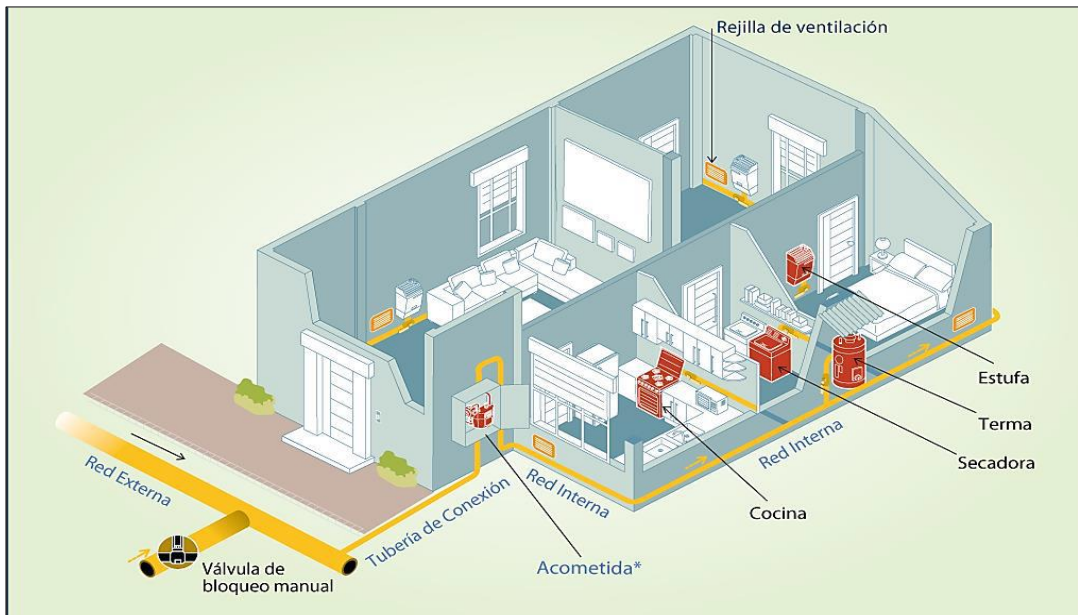 Rejilla de ventilación
Estufa
Terma
Secadora
Cocina
Red Interna
Red Interna
Acometida*
Tubería de Conexión
Red Externa
Válvula de
bloqueo manual